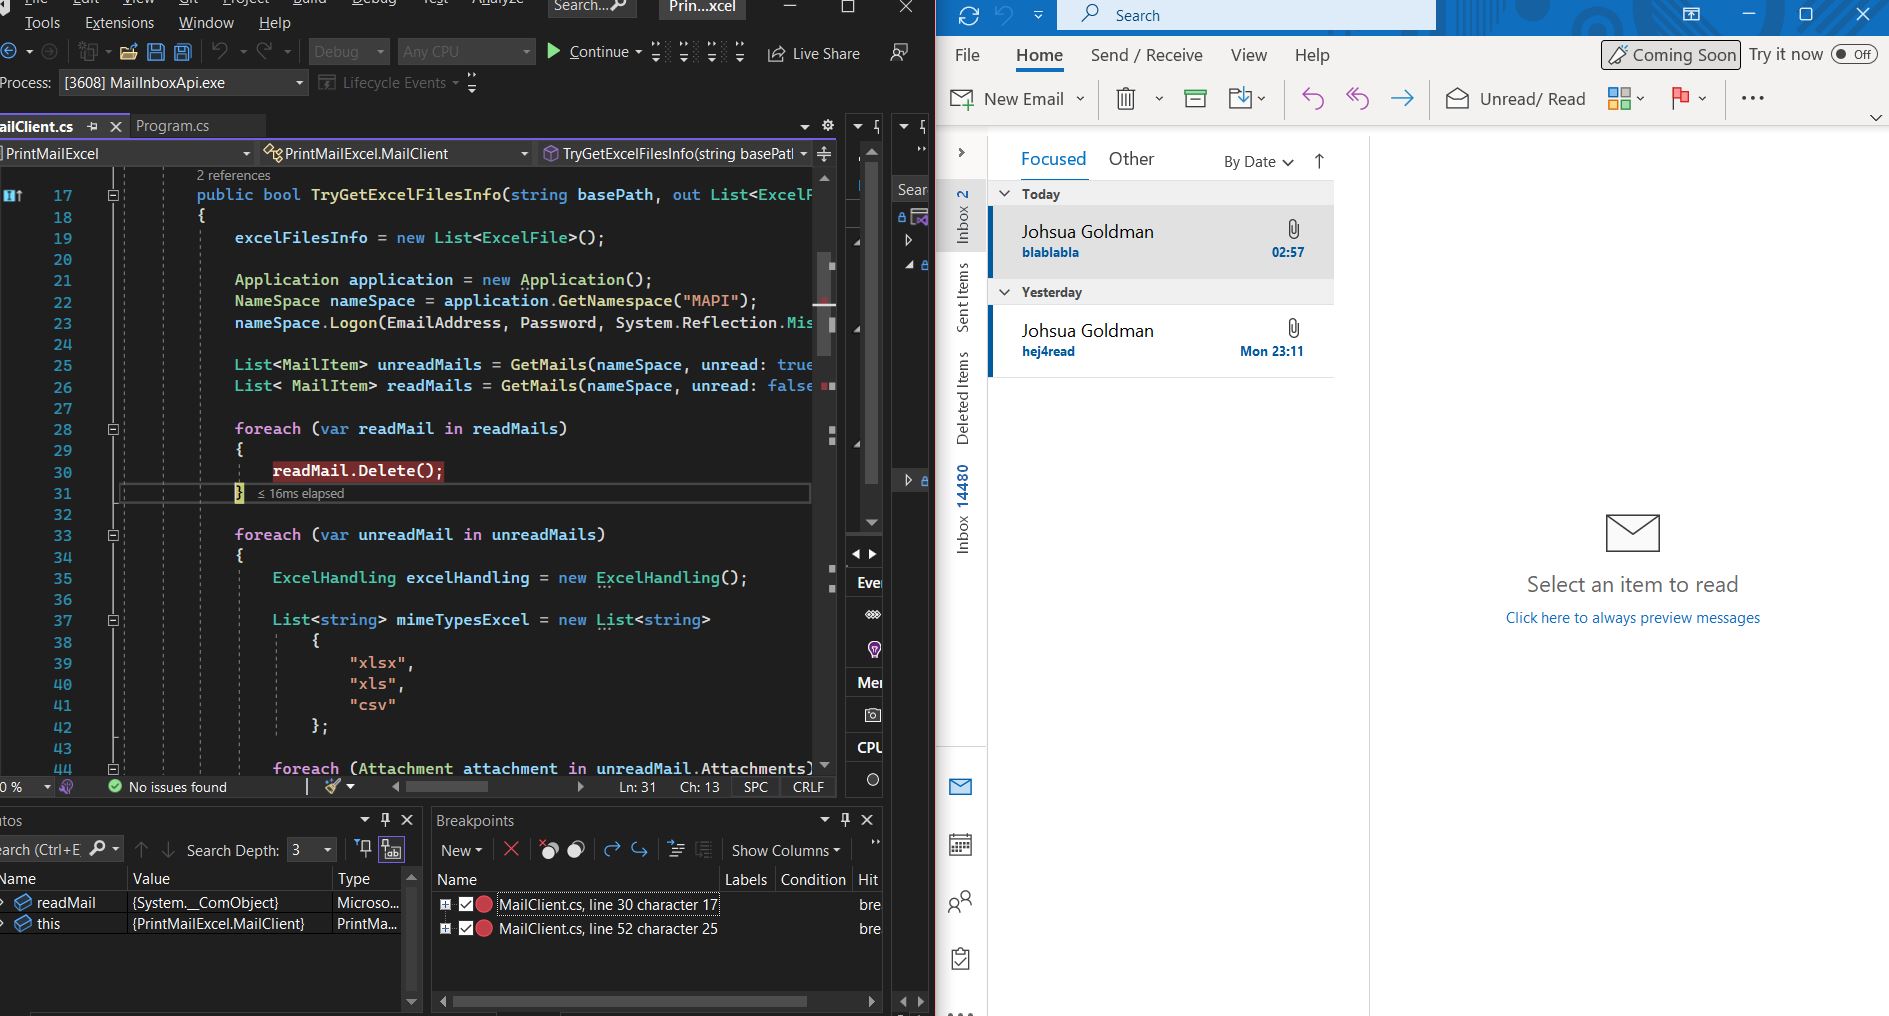 Tools Extensions Window Help
Search...
Prin...xcel
Debug Any CPU Continue Live Share
Process: [3608] MailInboxApi.exe Lifecycle Events
ailClient.cs Program.cs
PrintMailExcel PrintMailExcel.MailClient TryGetExcelFilesInfo(string basePatl
2 references
17 public bool TryGetExcelFilesInfo(string basePath, out List<ExcelF
18 {
19 excelFilesInfo = new List<ExcelFile>();
20
21 Application application = new Application();
22 NameSpace nameSpace = application.GetNamespace("MAPI");
23 nameSpace.Logon(EmailAddress, Password, System.Reflection.Mis
24
25 List<MailItem> unreadMails = GetMails(nameSpace, unread: true
26 List< MailItem> readMails = GetMails(nameSpace, unread: false
27
28 foreach (var readMail in readMails)
29 {
30 readMail.Delete();
31 } ≤ 16ms elapsed
32
33 foreach (var unreadMail in unreadMails)
34 {
35 ExcelHandling excelHandling = new ExcelHandling();
36
37 List<string> mimeTypesExcel = new List<string>
38 {
39 "xlsx",
40 "xls",
41 "csv"
42 };
43
44 foreach (Attachment attachment in unreadMail.Attachments)
0 % No issues found Ln: 31 Ch: 13 SPC CRLF
Sear
Eve
Mer
CPU
tos
earch (Ctrl+E Search Depth: 3
Name Value Type
readMail {System.__ComObject} Microso...
this {PrintMailExcel.MailClient} PrintMa...
Breakpoints
New Show Columns
Name Labels Condition Hit
MailClient.cs, line 30 character 17 bre
MailClient.cs, line 52 character 25 bre
Search
File Home Send / Receive View Help Coming Soon Try it now Off
New Email Unread/ Read
Inbox 2
Sent Items
Deleted Items
Inbox 14480
Focused Other By Date
Today
Johsua Goldman
blablabla 02:57
Yesterday
Johsua Goldman
hej4read Mon 23:11
Select an item to read
Click here to always preview messages